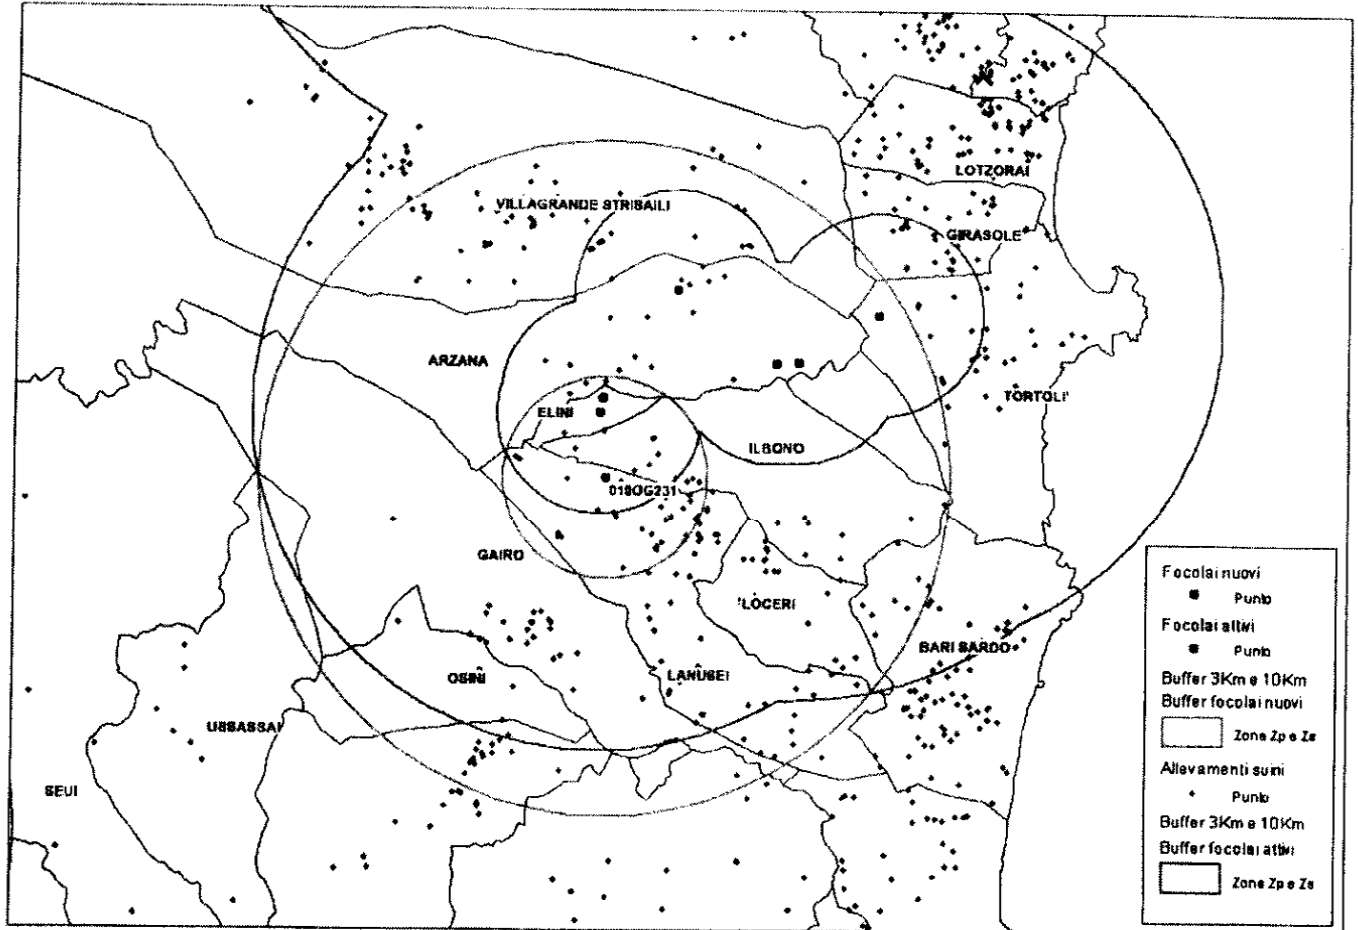 LOTZORAI
VILLAGRANDE STRISAILI
GIRASOLE
ARZANA
TORTOLI'
ELINI
ILBONO
018OG231
GAIRO
'LOCERI
BARI SARDO
OSINI
LANUSEI
USSASSAI
SEUI
Focolai nuovi
Punto
Focolai attivi
Punto
Buffer 3Km e 10Km
Buffer focolai nuovi
Zone Zp e Zs
Allevamenti suini
Punto
Buffer 3Km e 10Km
Buffer focolai attivi
Zone Zp e Zs